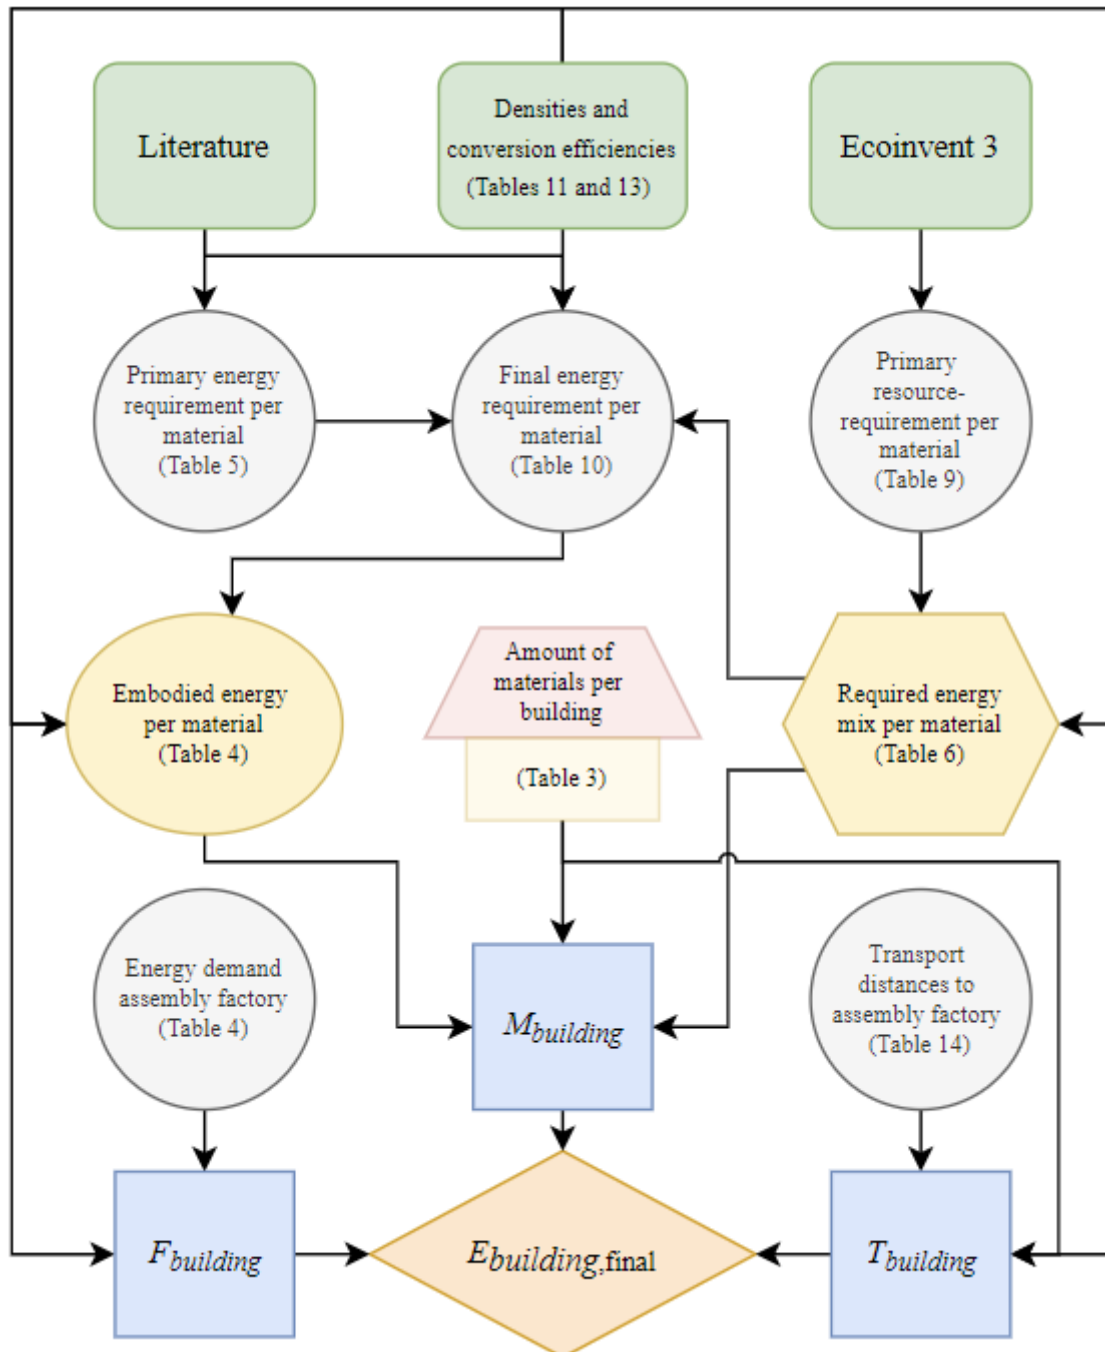 Literature
Densities and
conversion efficiencies
(Tables 11 and 13)
Ecoinvent 3
Primary energy
requirement per
material
(Table 5)
Final energy
requirement per
material
(Table 10)
Primary
resource-
requirement per
material
(Table 9)
Embodied energy
per material
(Table 4)
Amount of
materials per
building
(Table 3)
Required energy
mix per material
(Table 6)
Energy demand
assembly factory
(Table 4)
Mbuilding
Transport
distances to
assembly factory
(Table 14)
Fbuilding
Ebuilding,final
Tbuilding